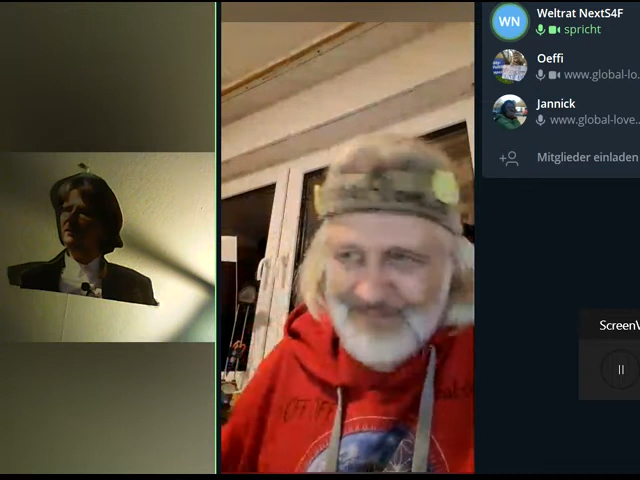 WN
Weltrat NextS4F
spricht
Oeffi
www.global-lo...
Jannick
www.global-love...
Mitglieder einladen
ScreenV